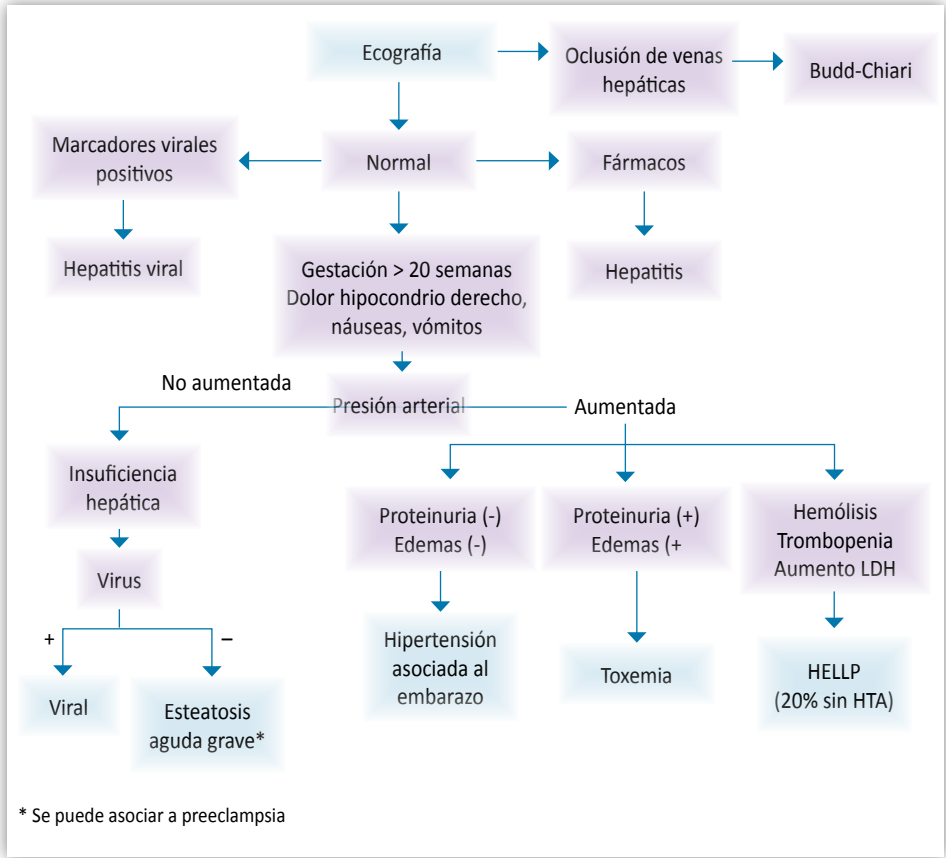 Ecografía
Oclusión de venas
hepáticas
Budd-Chiari
Marcadores virales
positivos
Normal
Fármacos
Hepatitis viral
Gestación > 20 semanas
Dolor hipocondrio derecho,
náuseas, vómitos
Hepatitis
No aumentada
Presión arterial
Aumentada
Insuficiencia
hepática
Proteinuria (-)
Edemas (-)
Proteinuria (+)
Edemas (+
Hemólisis
Trombopenia
Aumento LDH
Virus
+
–
Viral
Esteatosis
aguda grave*
Hipertensión
asociada al
embarazo
Toxemia
HELLP
(20% sin HTA)
* Se puede asociar a preeclampsia